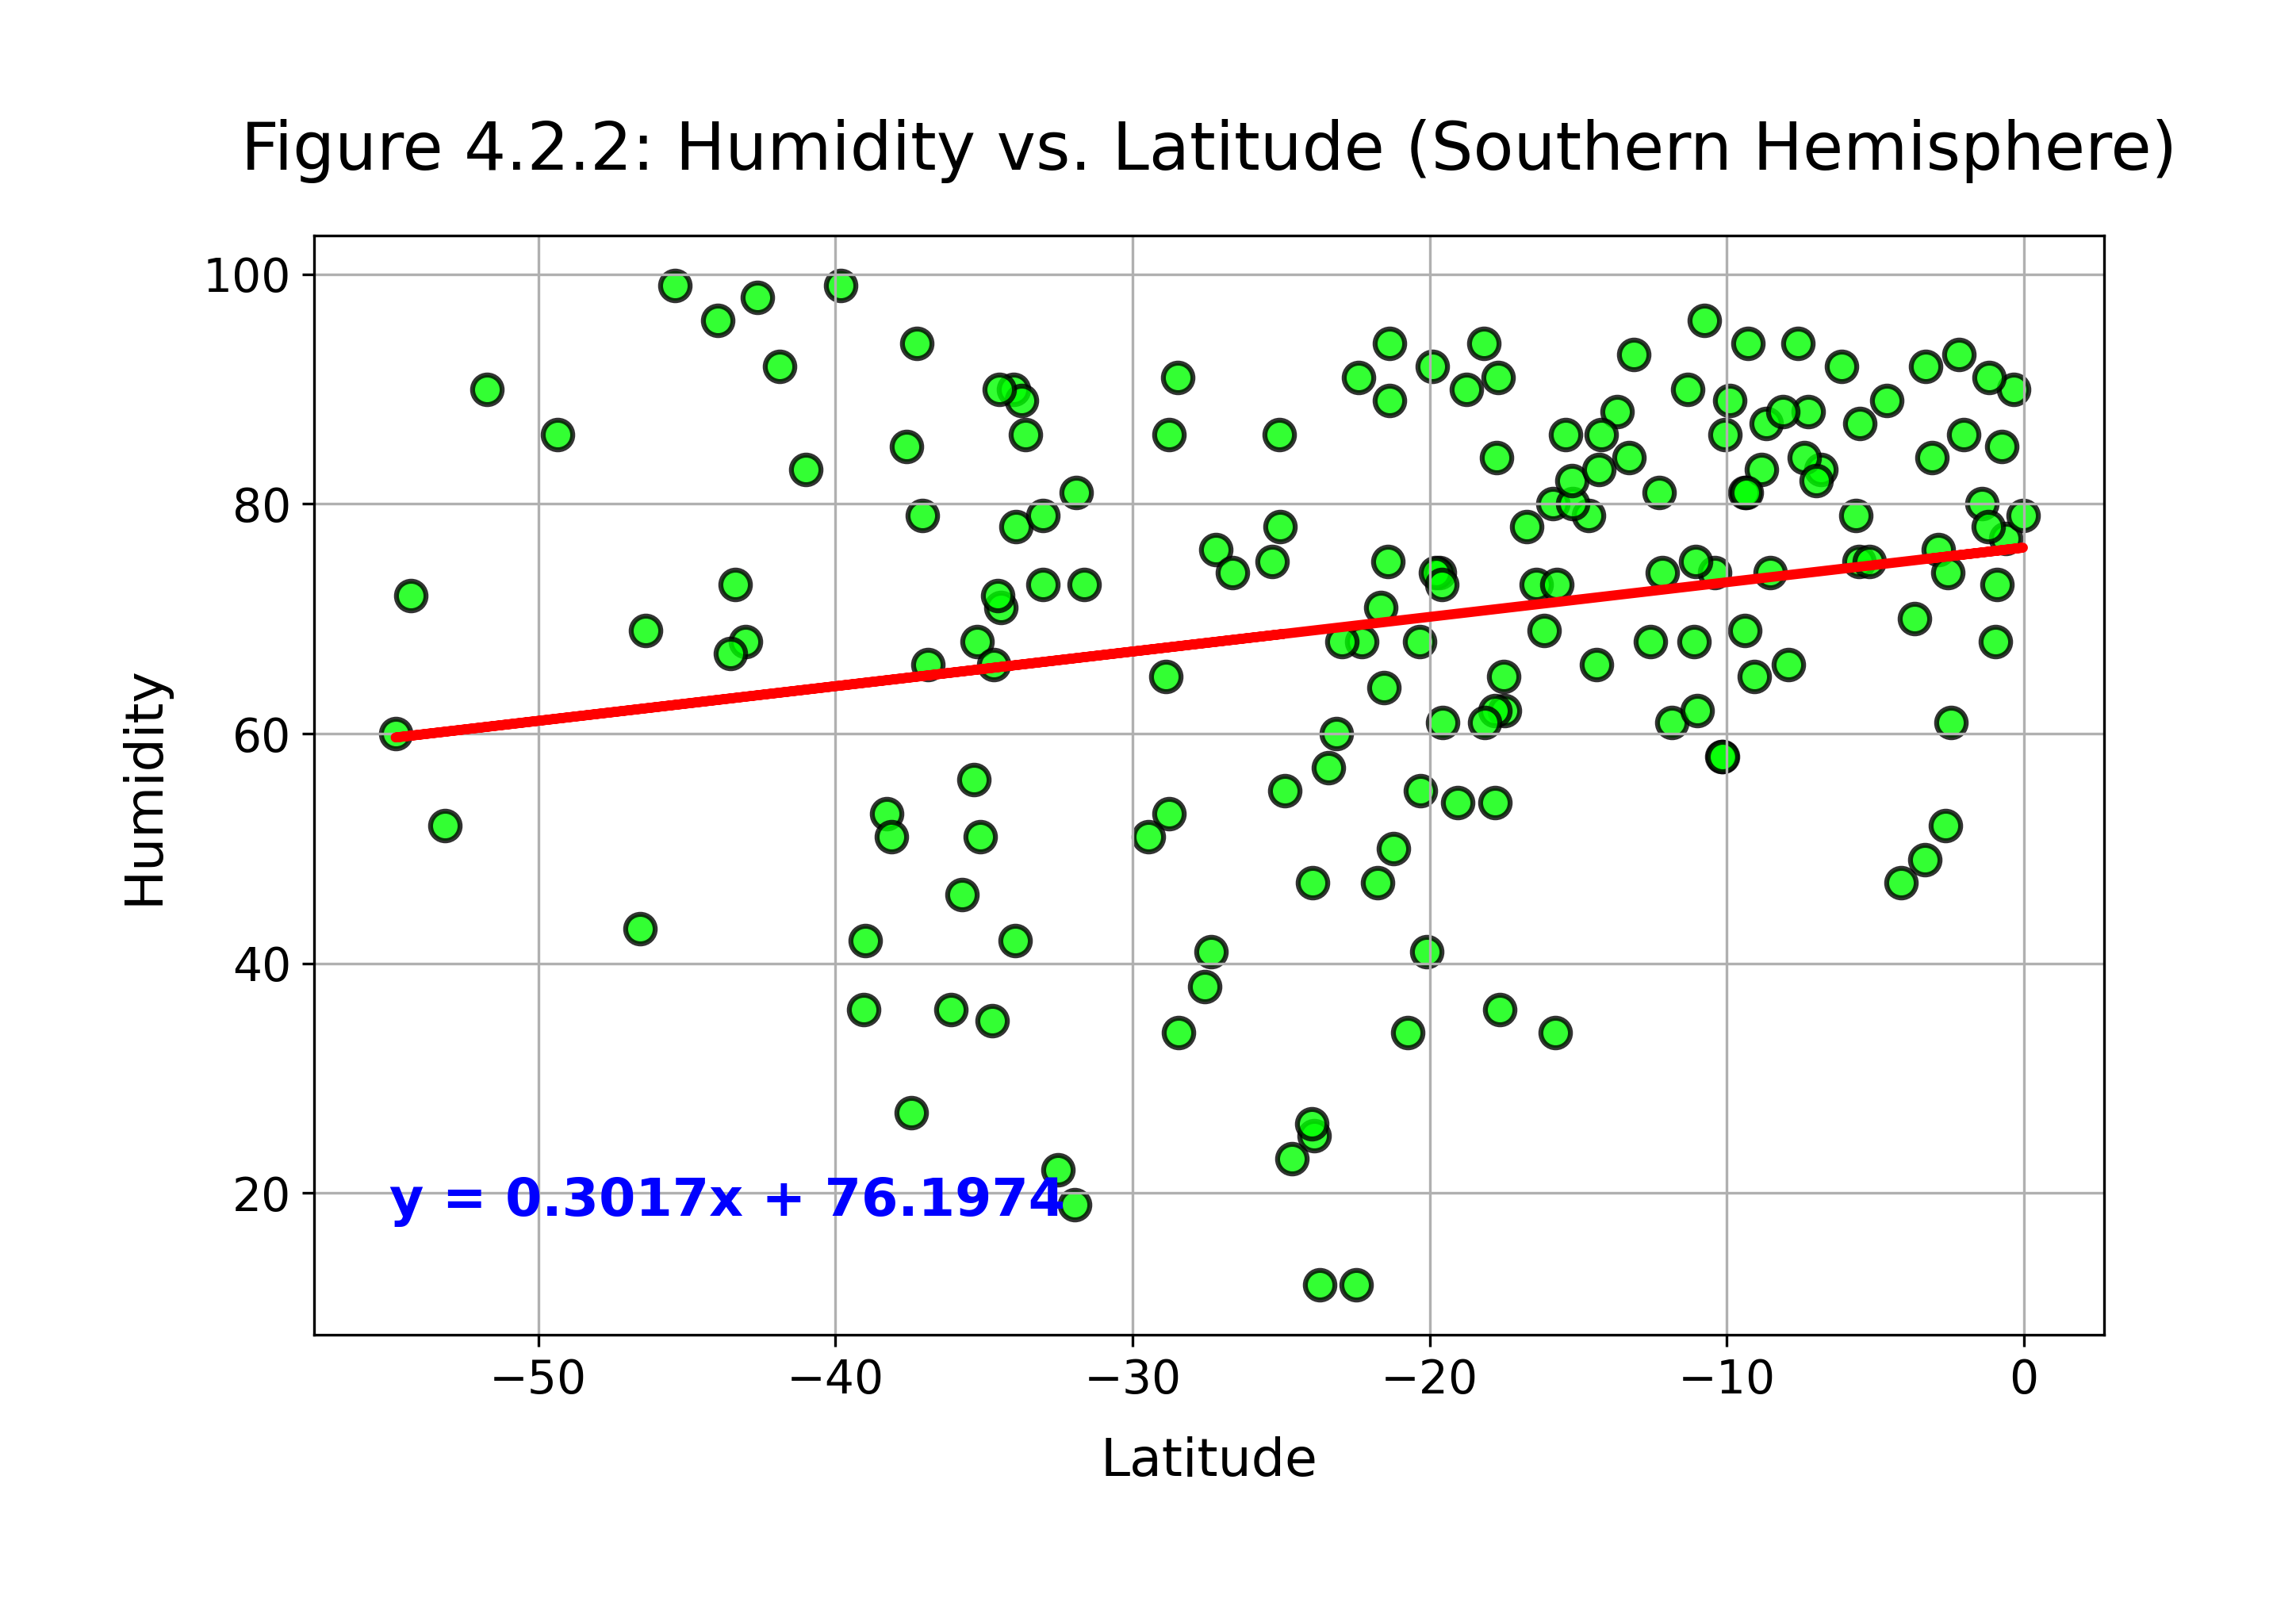 Figure 4.2.2: Humidity vs. Latitude (Southern Hemisphere)
100
80
60
40
20
Humidity
y = 0.3017x + 76.1974
−50 −40 −30 −20 −10 0
Latitude